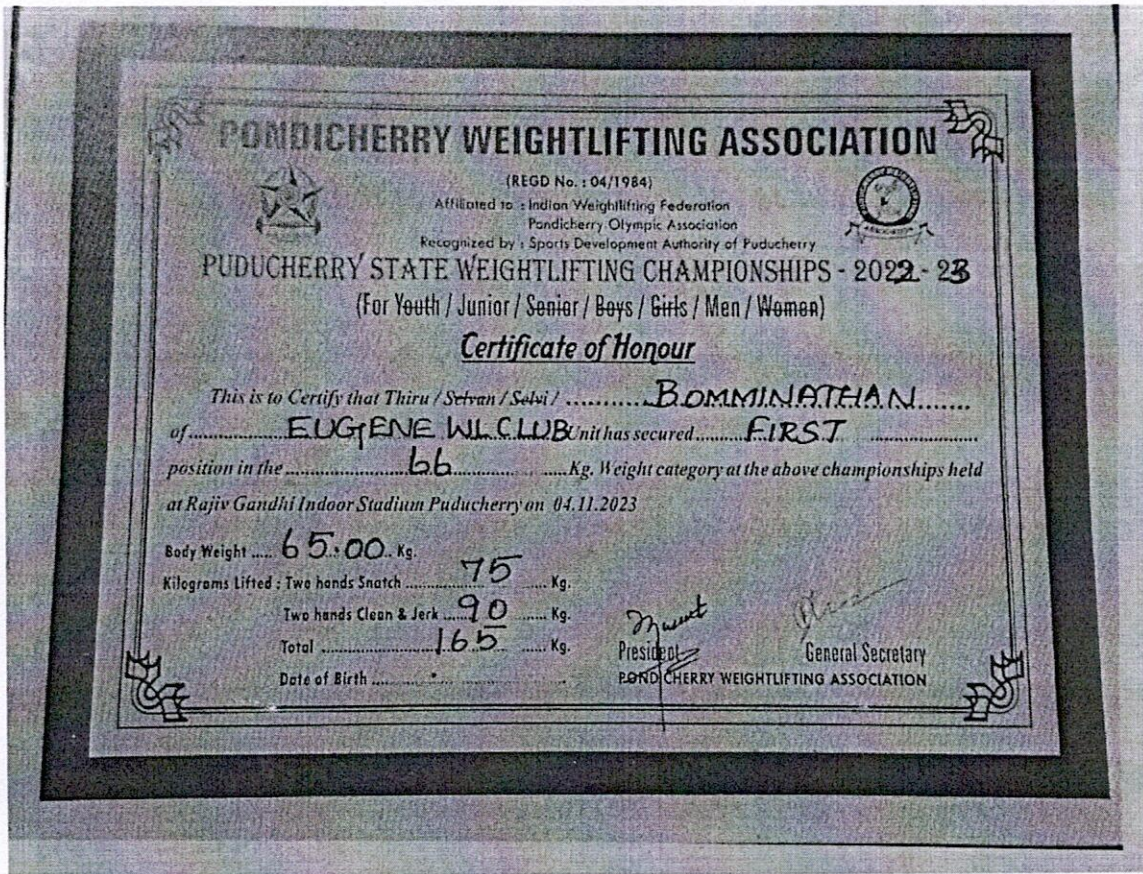 PONDICHERRY WEIGHTLIFTING ASSOCIATION
(REGD No. : 04/1984)
Affiliated to : Indian Weightlifting Federation
Pondicherry Olympic Association
Recognized by : Sports Development Authority of Puducherry
PUDUCHERRY STATE WEIGHTLIFTING CHAMPIONSHIPS - 2022 - 23
(For Youth / Junior / Senior / Boys / Girls / Men / Women)
Certificate of Honour
This is to Certify that Thiru / Selvan / Selvi / ........... BOMMINATHAN .......
of ................ EUGENE WL CLUB Unit has secured ........ FIRST ....................
position in the .................... 66 ................ Kg. Weight category at the above championships held
at Rajiv Gandhi Indoor Stadium Puducherry on 04.11.2023
Body Weight ..... 65.00 .. Kg.
Kilograms Lifted : Two hands Snatch ............ 75 ...... Kg.
Two hands Clean & Jerk ..... 90 ........ Kg.
Total ...................... 165 ...... Kg.
Date of Birth ..................................
President
General Secretary
PONDICHERRY WEIGHTLIFTING ASSOCIATION
ASSOCIATION